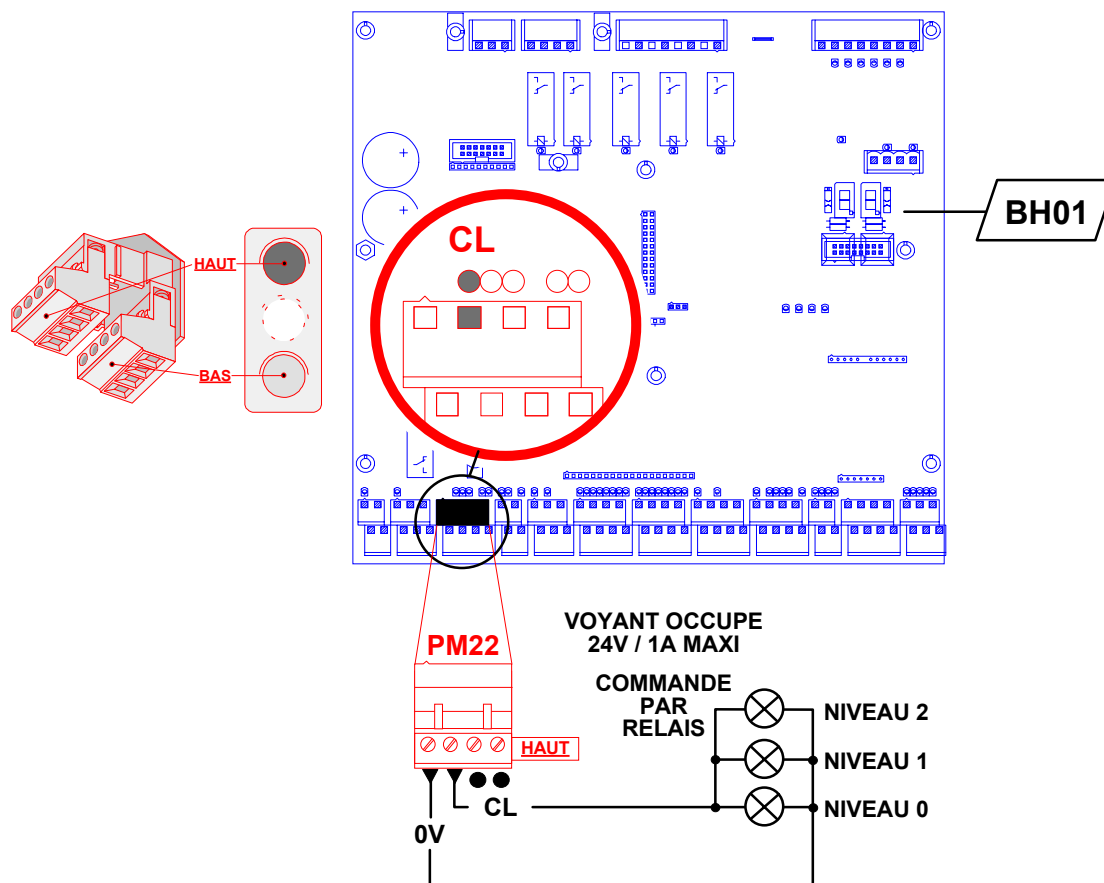 BH01
CL
HAUT
BAS
PM22
VOYANT OCCUPE
24V / 1A MAXI
COMMANDE
PAR
RELAIS
NIVEAU 2
HAUT
NIVEAU 1
CL
NIVEAU 0
0V